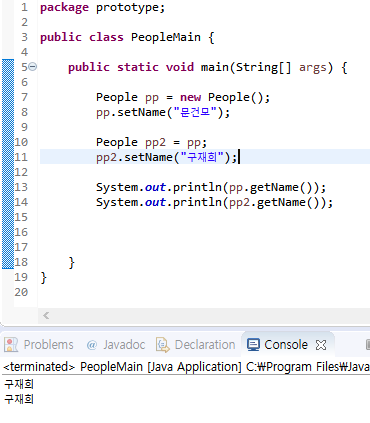 1 package prototype;
2
3 public class PeopleMain {
4
5 public static void main(String[] args) {
6
7 People pp = new People();
8 pp.setName("문건모");
9
10 People pp2 = pp;
11 pp2.setName("구재희");
12
13 System.out.println(pp.getName());
14 System.out.println(pp2.getName());
15
16
17
18 }
19 }
20
Problems @ Javadoc Declaration Console
<terminated> PeopleMain [Java Application] C:₩Program Files₩Java
구재희
구재희